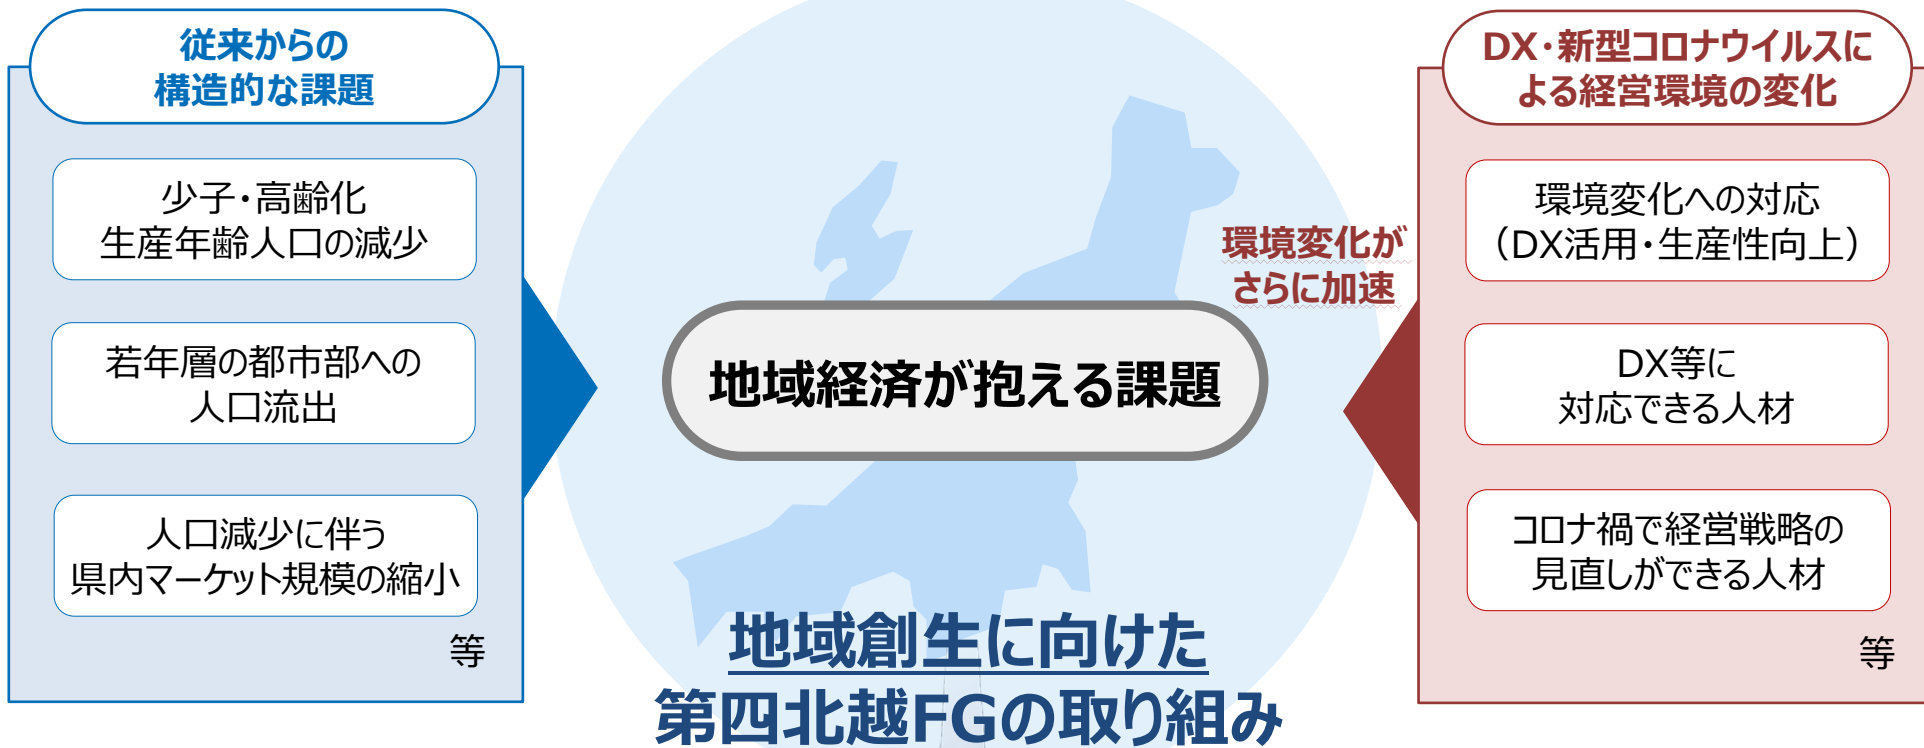 従来からの
構造的な課題
少子・高齢化
生産年齢人口の減少
若年層の都市部への
人口流出
人口減少に伴う
県内マーケット規模の縮小
等
地域経済が抱える課題
環境変化が
さらに加速
DX・新型コロナウイルスに
よる経営環境の変化
環境変化への対応
（DX活用・生産性向上）
DX等に
対応できる人材
コロナ禍で経営戦略の
見直しができる人材
等
地域創生に向けた
第四北越FGの取り組み